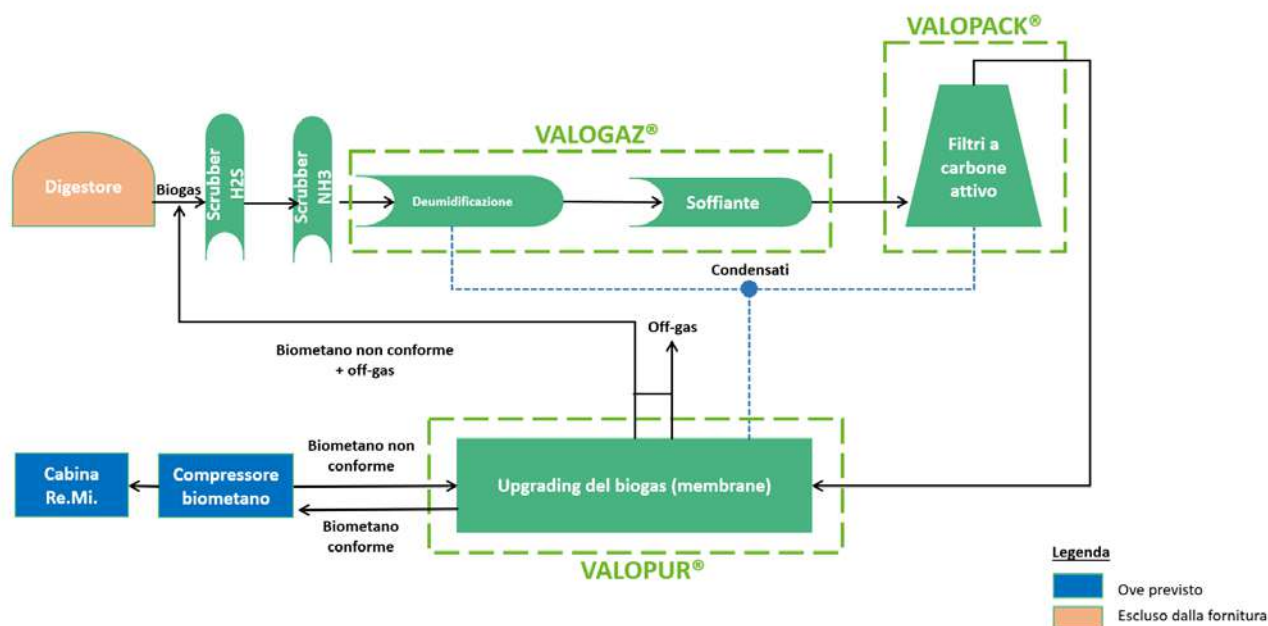 VALOPACK®
VALOGAZ®
Digestore
Biogas
Scrubber
H2S
Scrubber
NH3
Deumidificazione
Soffiante
Filtri a
carbone
attivo
Condensati
Off-gas
Biometano non conforme
+ off-gas
Cabina
Re.Mi.
Compressore
biometano
Biometano non
conforme
Biometano
conforme
Upgrading del biogas (membrane)
VALOPUR®
Legenda
Ove previsto
Escluso dalla fornitura